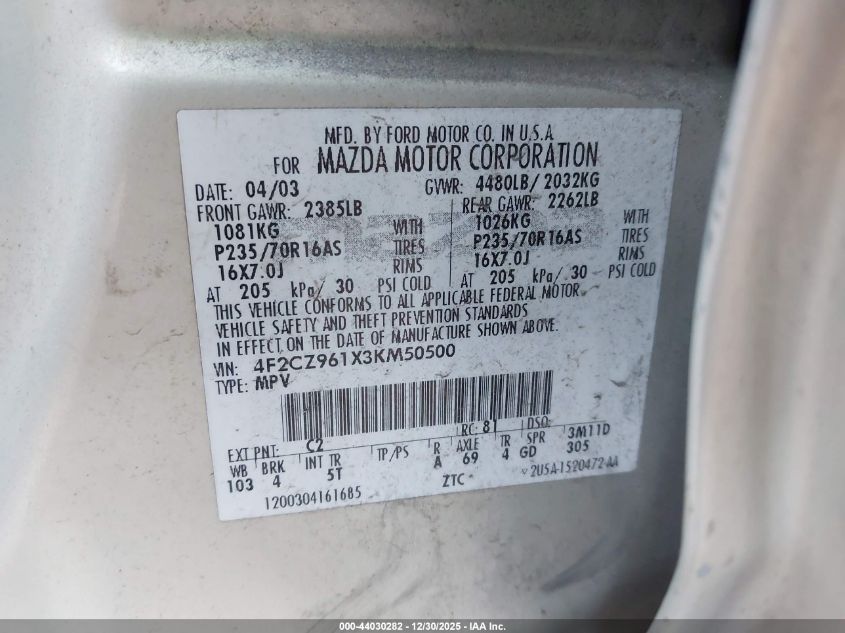 MFD. BY FORD MOTOR CO. IN U.S.A.
FOR MAZDA MOTOR CORPORATION
DATE: 04/03 GVWR: 4480LB/ 2032KG
FRONT GAWR: 2385LB REAR GAWR: 2262LB
1081KG WITH 1026KG WITH
P235/70R16AS TIRES P235/70R16AS TIRES
16X7.0J RIMS 16X7.0J RIMS
AT 205 kPa/ 30 PSI COLD AT 205 kPa/ 30 PSI COLD
THIS VEHICLE CONFORMS TO ALL APPLICABLE FEDERAL MOTOR
VEHICLE SAFETY AND THEFT PREVENTION STANDARDS
IN EFFECT ON THE DATE OF MANUFACTURE SHOWN ABOVE.
VIN: 4F2CZ961X3KM50500
TYPE: MPV
EXT PNT: C2 RC: 81 DSO:
WB BRK INT TR TP/PS R AXLE TR SPR 3M11D
103 4 5T A 69 4 GD 305
1200304161685 ZTC v 2U5A-1520472-AA
000-44030282 - 12/30/2025 - IAA Inc.